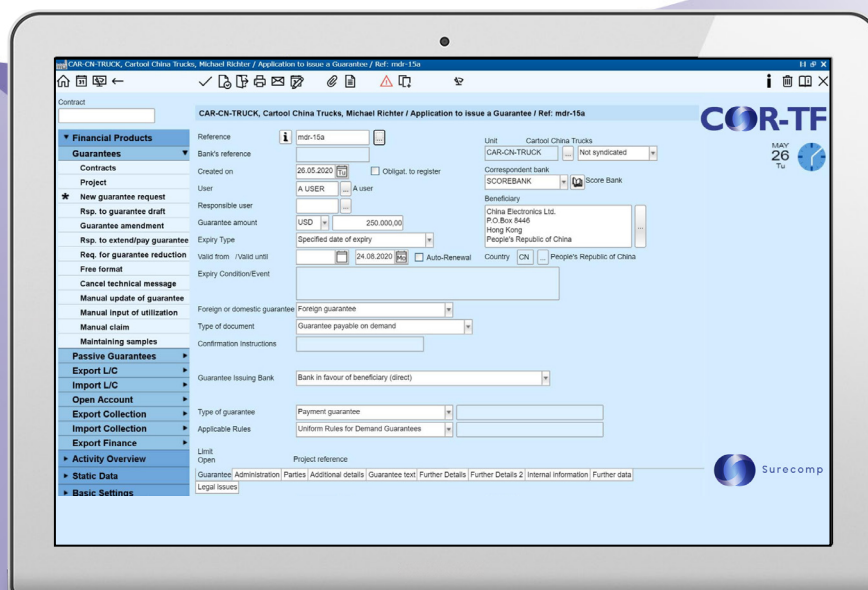 CAR-CN-TRUCK, Cartool China Trucks, Michael Richter / Application to Issue a Guarantee / Ref: mdr-15a
Contract
CAR-CN-TRUCK, Cartool China Trucks, Michael Richter / Application to issue a Guarantee / Ref: mdr-15a
COR-TF
MAY
26
Tu
Financial Products
Guarantees
Contracts
Project
* New guarantee request
Rsp. to guarantee draft
Guarantee amendment
Rsp. to extend/pay guarantee
Req. for guarantee reduction
Free format
Cancel technical message
Manual update of guarantee
Manual input of utilization
Manual claim
Maintaining samples
Passive Guarantees
Export L/C
Import L/C
Open Account
Export Collection
Import Collection
Export Finance
Activity Overview
Static Data
Basic Settings
Reference i mdr-15a ...
Bank's reference
Created on 26.05.2020 Tu Obligat. to register
User A USER ... A user
Responsible user ...
Guarantee amount USD 250.000,00
Expiry Type Specified date of expiry
Valid from /Valid until 24.08.2020 Mo Auto-Renewal
Expiry Condition/Event
Foreign or domestic guarantee Foreign guarantee
Type of document Guarantee payable on demand
Confirmation Instructions
Guarantee Issuing Bank Bank in favour of beneficiary (direct)
Type of guarantee Payment guarantee
Applicable Rules Uniform Rules for Demand Guarantees
Limit
Open Project reference
Unit Cartool China Trucks
CAR-CN-TRUCK ... Not syndicated
Correspondent bank
SCOREBANK Score Bank
Beneficiary
China Electronics Ltd.
P.O.Box 8446
Hong Kong
People's Republic of China
...
Country CN ... People's Republic of China
Guarantee Administration Parties Additional details Guarantee text Further Details Further Details 2 Internal information Further data
Legal issues
Surecomp